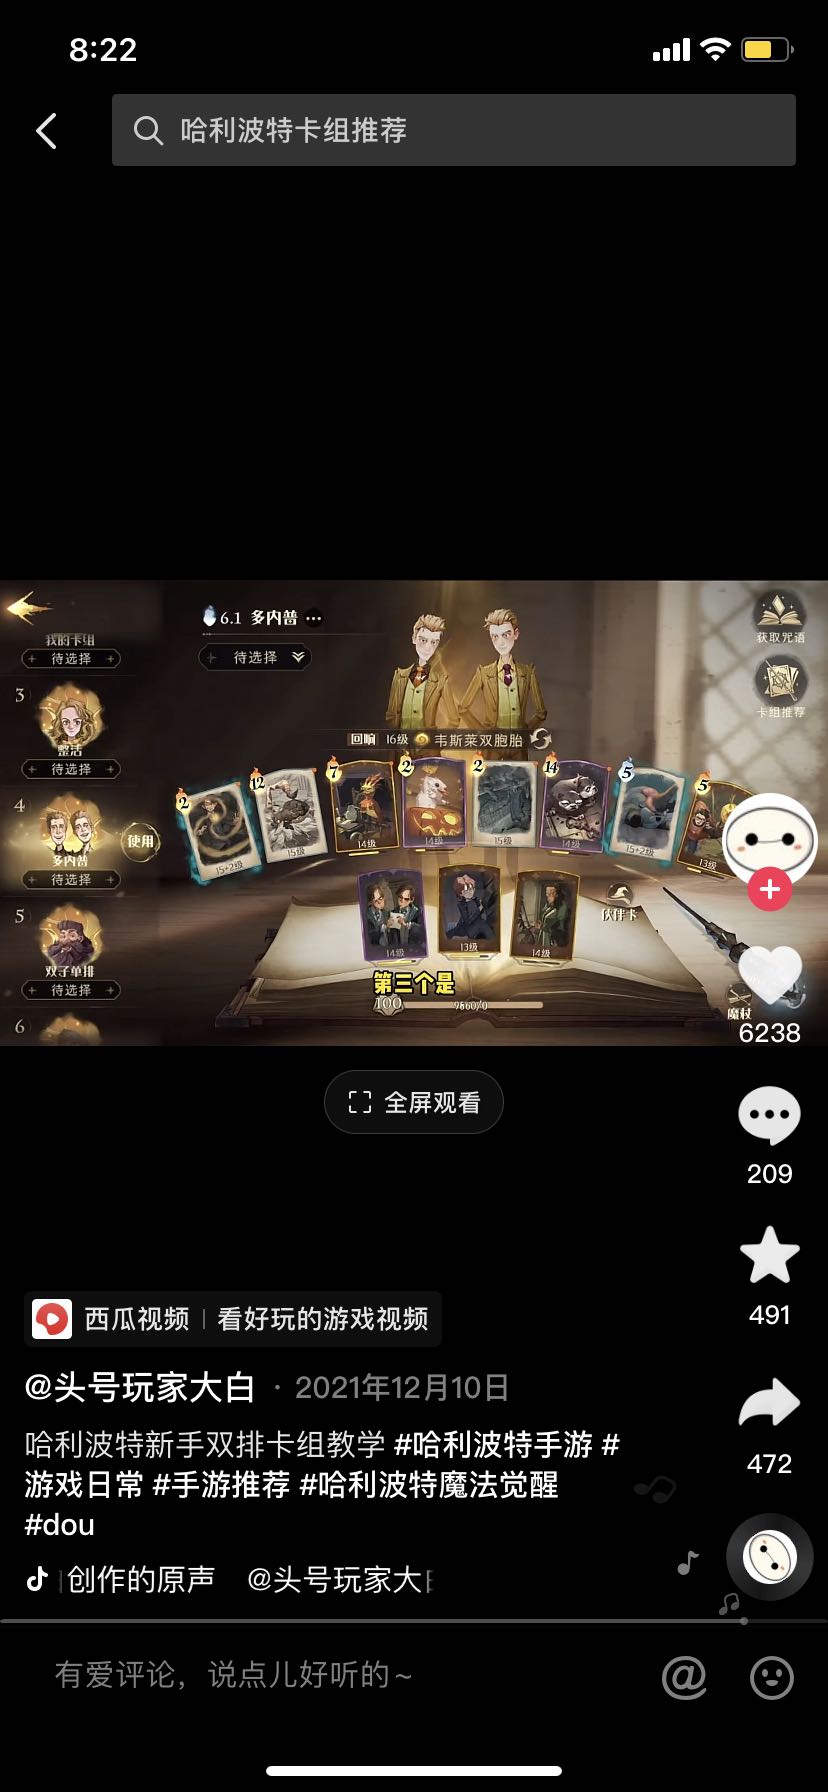 8:22
哈利波特卡组推荐
6.1 多内普
待选择
获取咒语
卡组推荐
我的卡组
待选择
3
整活
待选择
4
多内普
使用
待选择
5
双子单排
待选择
6
回响 16级 韦斯莱双胞胎
2
12
7
2
2
14
5
5
15+2级
15级
14级
14级
15级
14级
15+2级
13级
14级
13级
14级
伙伴卡
第三个是
100
9860/0
魔杖
6238
全屏观看
209
491
西瓜视频 | 看好玩的游戏视频
@头号玩家大白 · 2021年12月10日
哈利波特新手双排卡组教学 #哈利波特手游 #
游戏日常 #手游推荐 #哈利波特魔法觉醒
#dou
472
创作的原声 @头号玩家大
有爱评论，说点儿好听的~